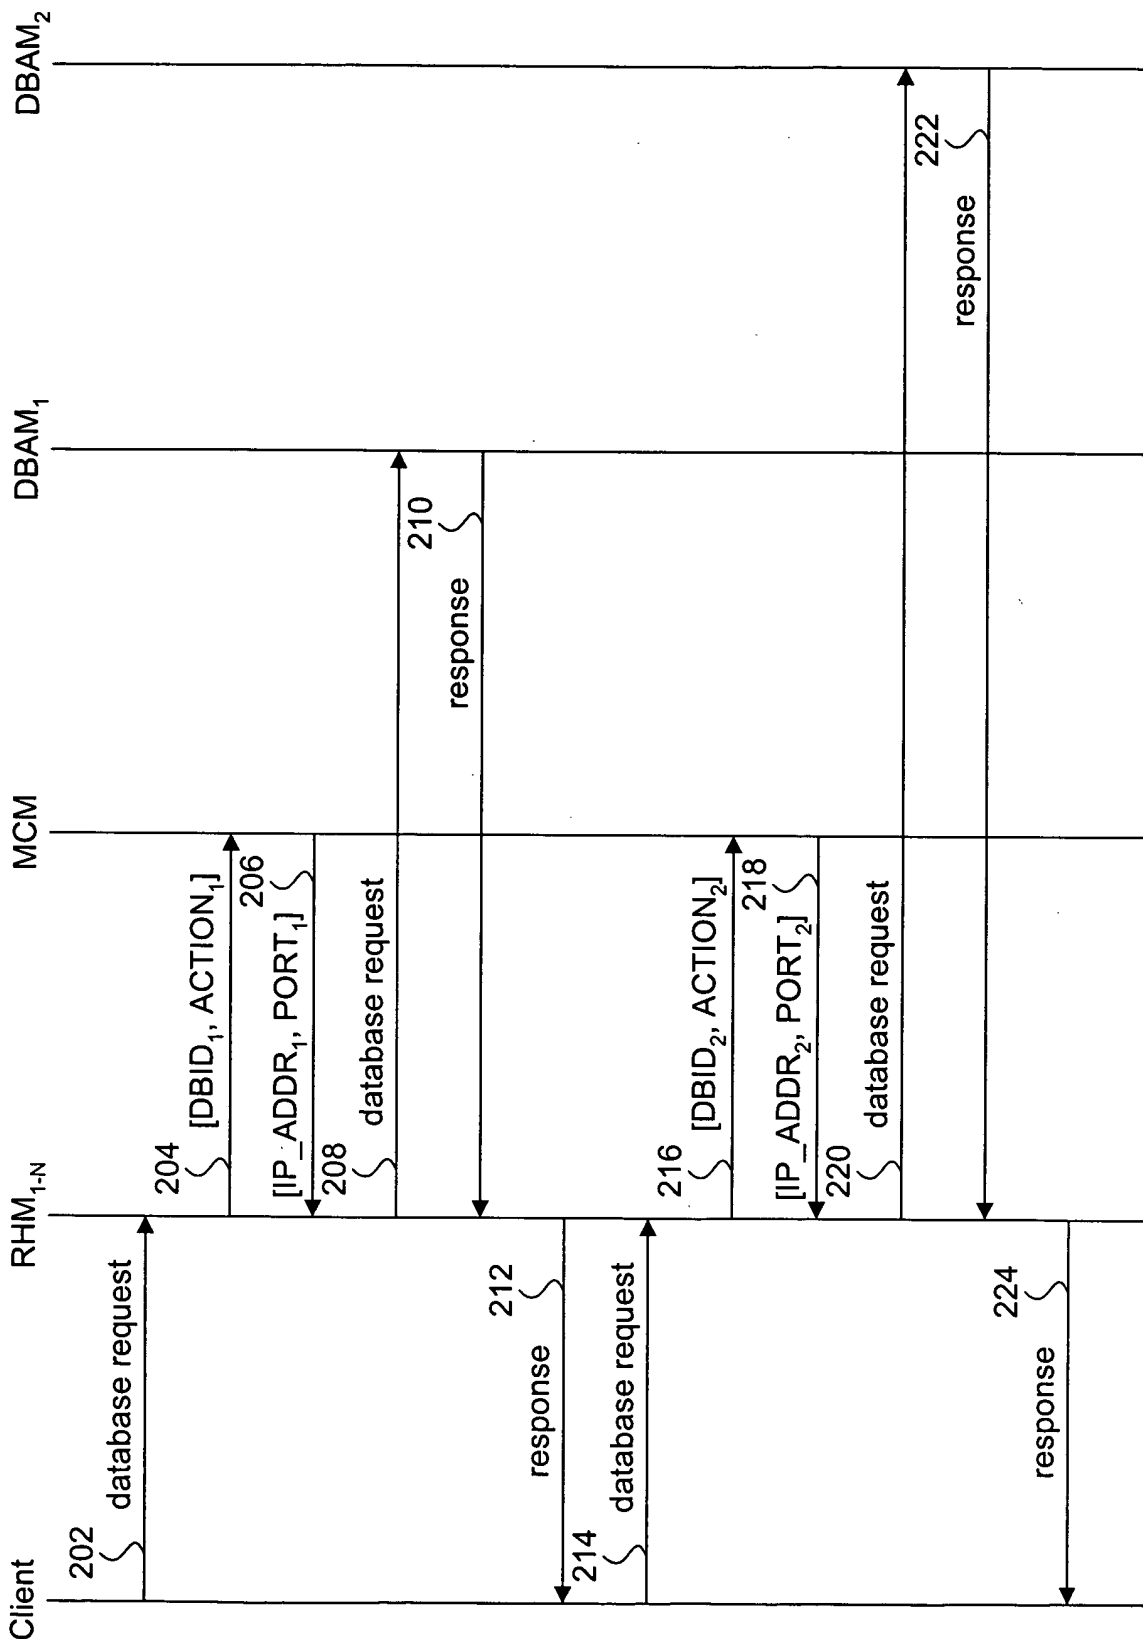 Client
RHM1-N
MCM
DBAM1
DBAM2
202
database request
204
[DBID1, ACTION1]
206
[IP_ADDR1, PORT1]
208
database request
210
response
212
response
214
database request
216
[DBID2, ACTION2]
218
[IP_ADDR2, PORT2]
220
database request
222
response
224
response